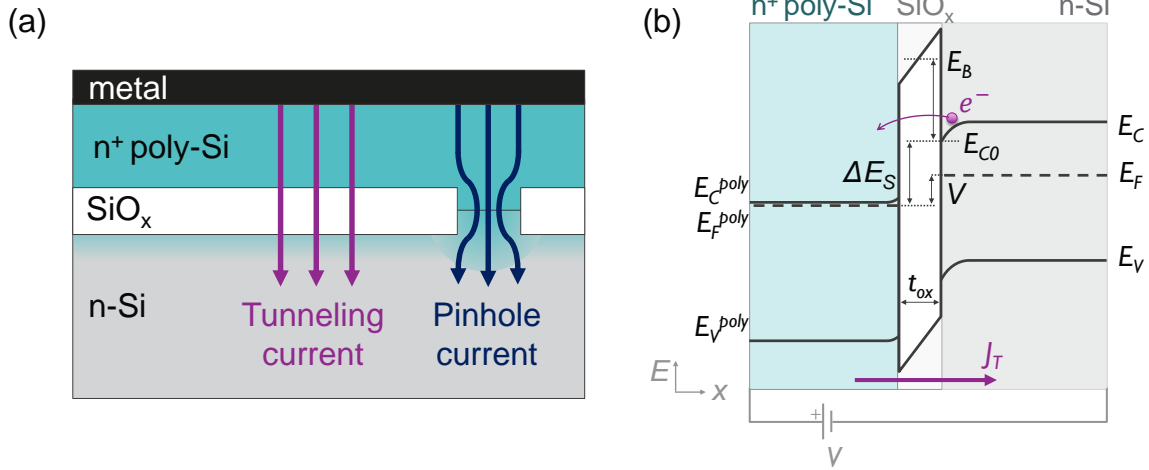 (a)
metal
n⁺ poly-Si
SiOₓ
n-Si
Tunneling
current
Pinhole
current
(b)
n⁺ poly-Si
SiOₓ
n-Si
E_B
e⁻
E_C
E_C0
ΔE_S
E_F
V
E_C^poly
E_F^poly
E_V
t_ox
E_V^poly
J_T
E
x
+
V